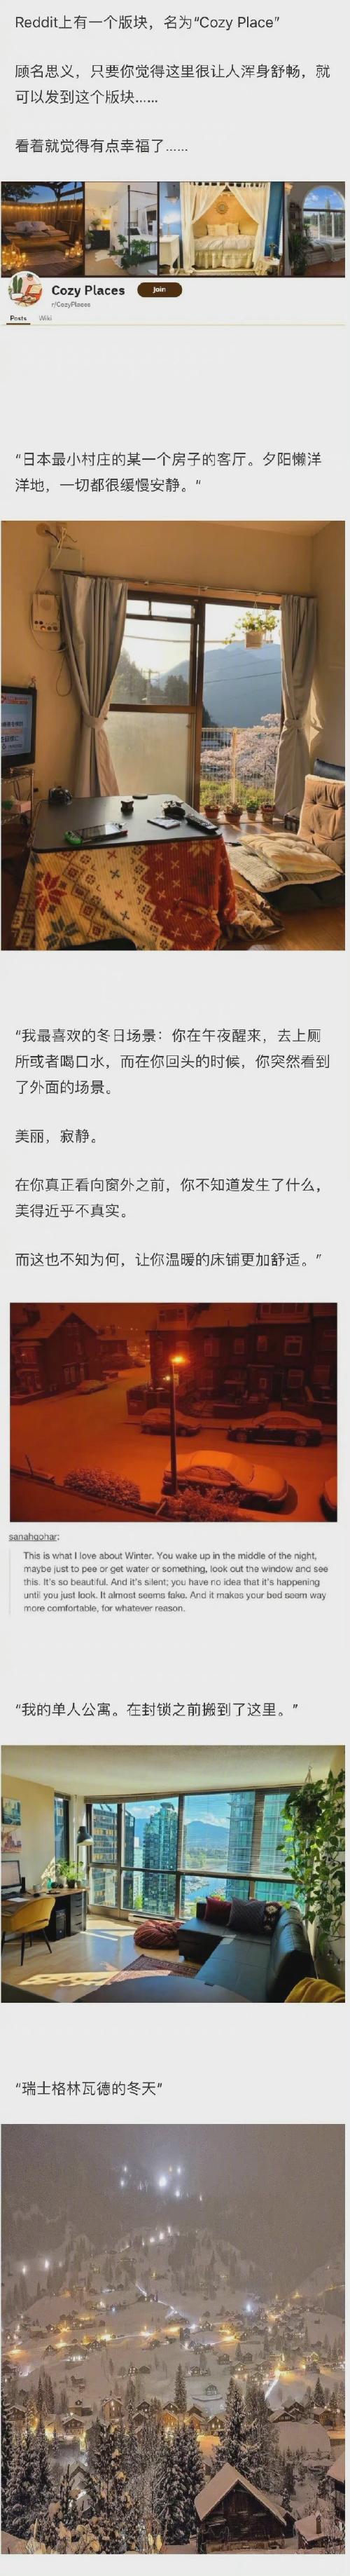 Reddit上有一个版块，名为“Cozy Place”
顾名思义，只要你觉得这里很让人浑身舒畅，就
可以发到这个版块……
看着就觉得有点幸福了……
Cozy Places
Join
r/CozyPlaces
Posts Wiki
“日本最小村庄的某一个房子的客厅。夕阳懒洋
洋地，一切都很缓慢安静。”
“我最喜欢的冬日场景：你在午夜醒来，去上厕
所或者喝口水，而在你回头的时候，你突然看到
了外面的场景。
美丽，寂静。
在你真正看向窗外之前，你不知道发生了什么，
美得近乎不真实。
而这也不知为何，让你温暖的床铺更加舒适。”
sanahgohar:
This is what I love about Winter. You wake up in the middle of the night,
maybe just to pee or get water or something, look out the window and see
this. It's so beautiful. And it's silent; you have no idea that it's happening
until you just look. It almost seems fake. And it makes your bed seem way
more comfortable, for whatever reason.
“我的单人公寓。在封锁之前搬到了这里。”
“瑞士格林瓦德的冬天”